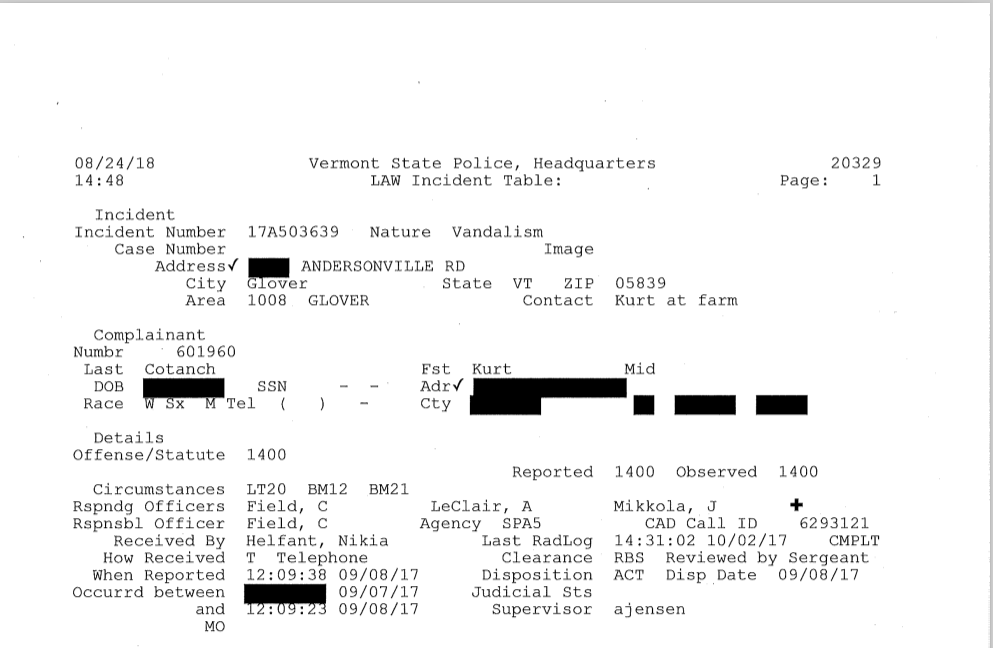 08/24/18 Vermont State Police, Headquarters 20329
14:48 LAW Incident Table: Page: 1
Incident
Incident Number 17A503639 Nature Vandalism
Case Number Image
Address✓ ANDERSONVILLE RD
City Glover State VT ZIP 05839
Area 1008 GLOVER Contact Kurt at farm
Complainant
Numbr 601960
Last Cotanch Fst Kurt Mid
DOB SSN - - Adr✓
Race W Sx M Tel ( ) - Cty
Details
Offense/Statute 1400
Reported 1400 Observed 1400
Circumstances LT20 BM12 BM21
Rspndg Officers Field, C LeClair, A Mikkola, J +
Rspnsbl Officer Field, C Agency SPA5 CAD Call ID 6293121
Received By Helfant, Nikia Last RadLog 14:31:02 10/02/17 CMPLT
How Received T Telephone Clearance RBS Reviewed by Sergeant
When Reported 12:09:38 09/08/17 Disposition ACT Disp Date 09/08/17
Occurrd between 09/07/17 Judicial Sts
and 12:09:23 09/08/17 Supervisor ajensen
MO